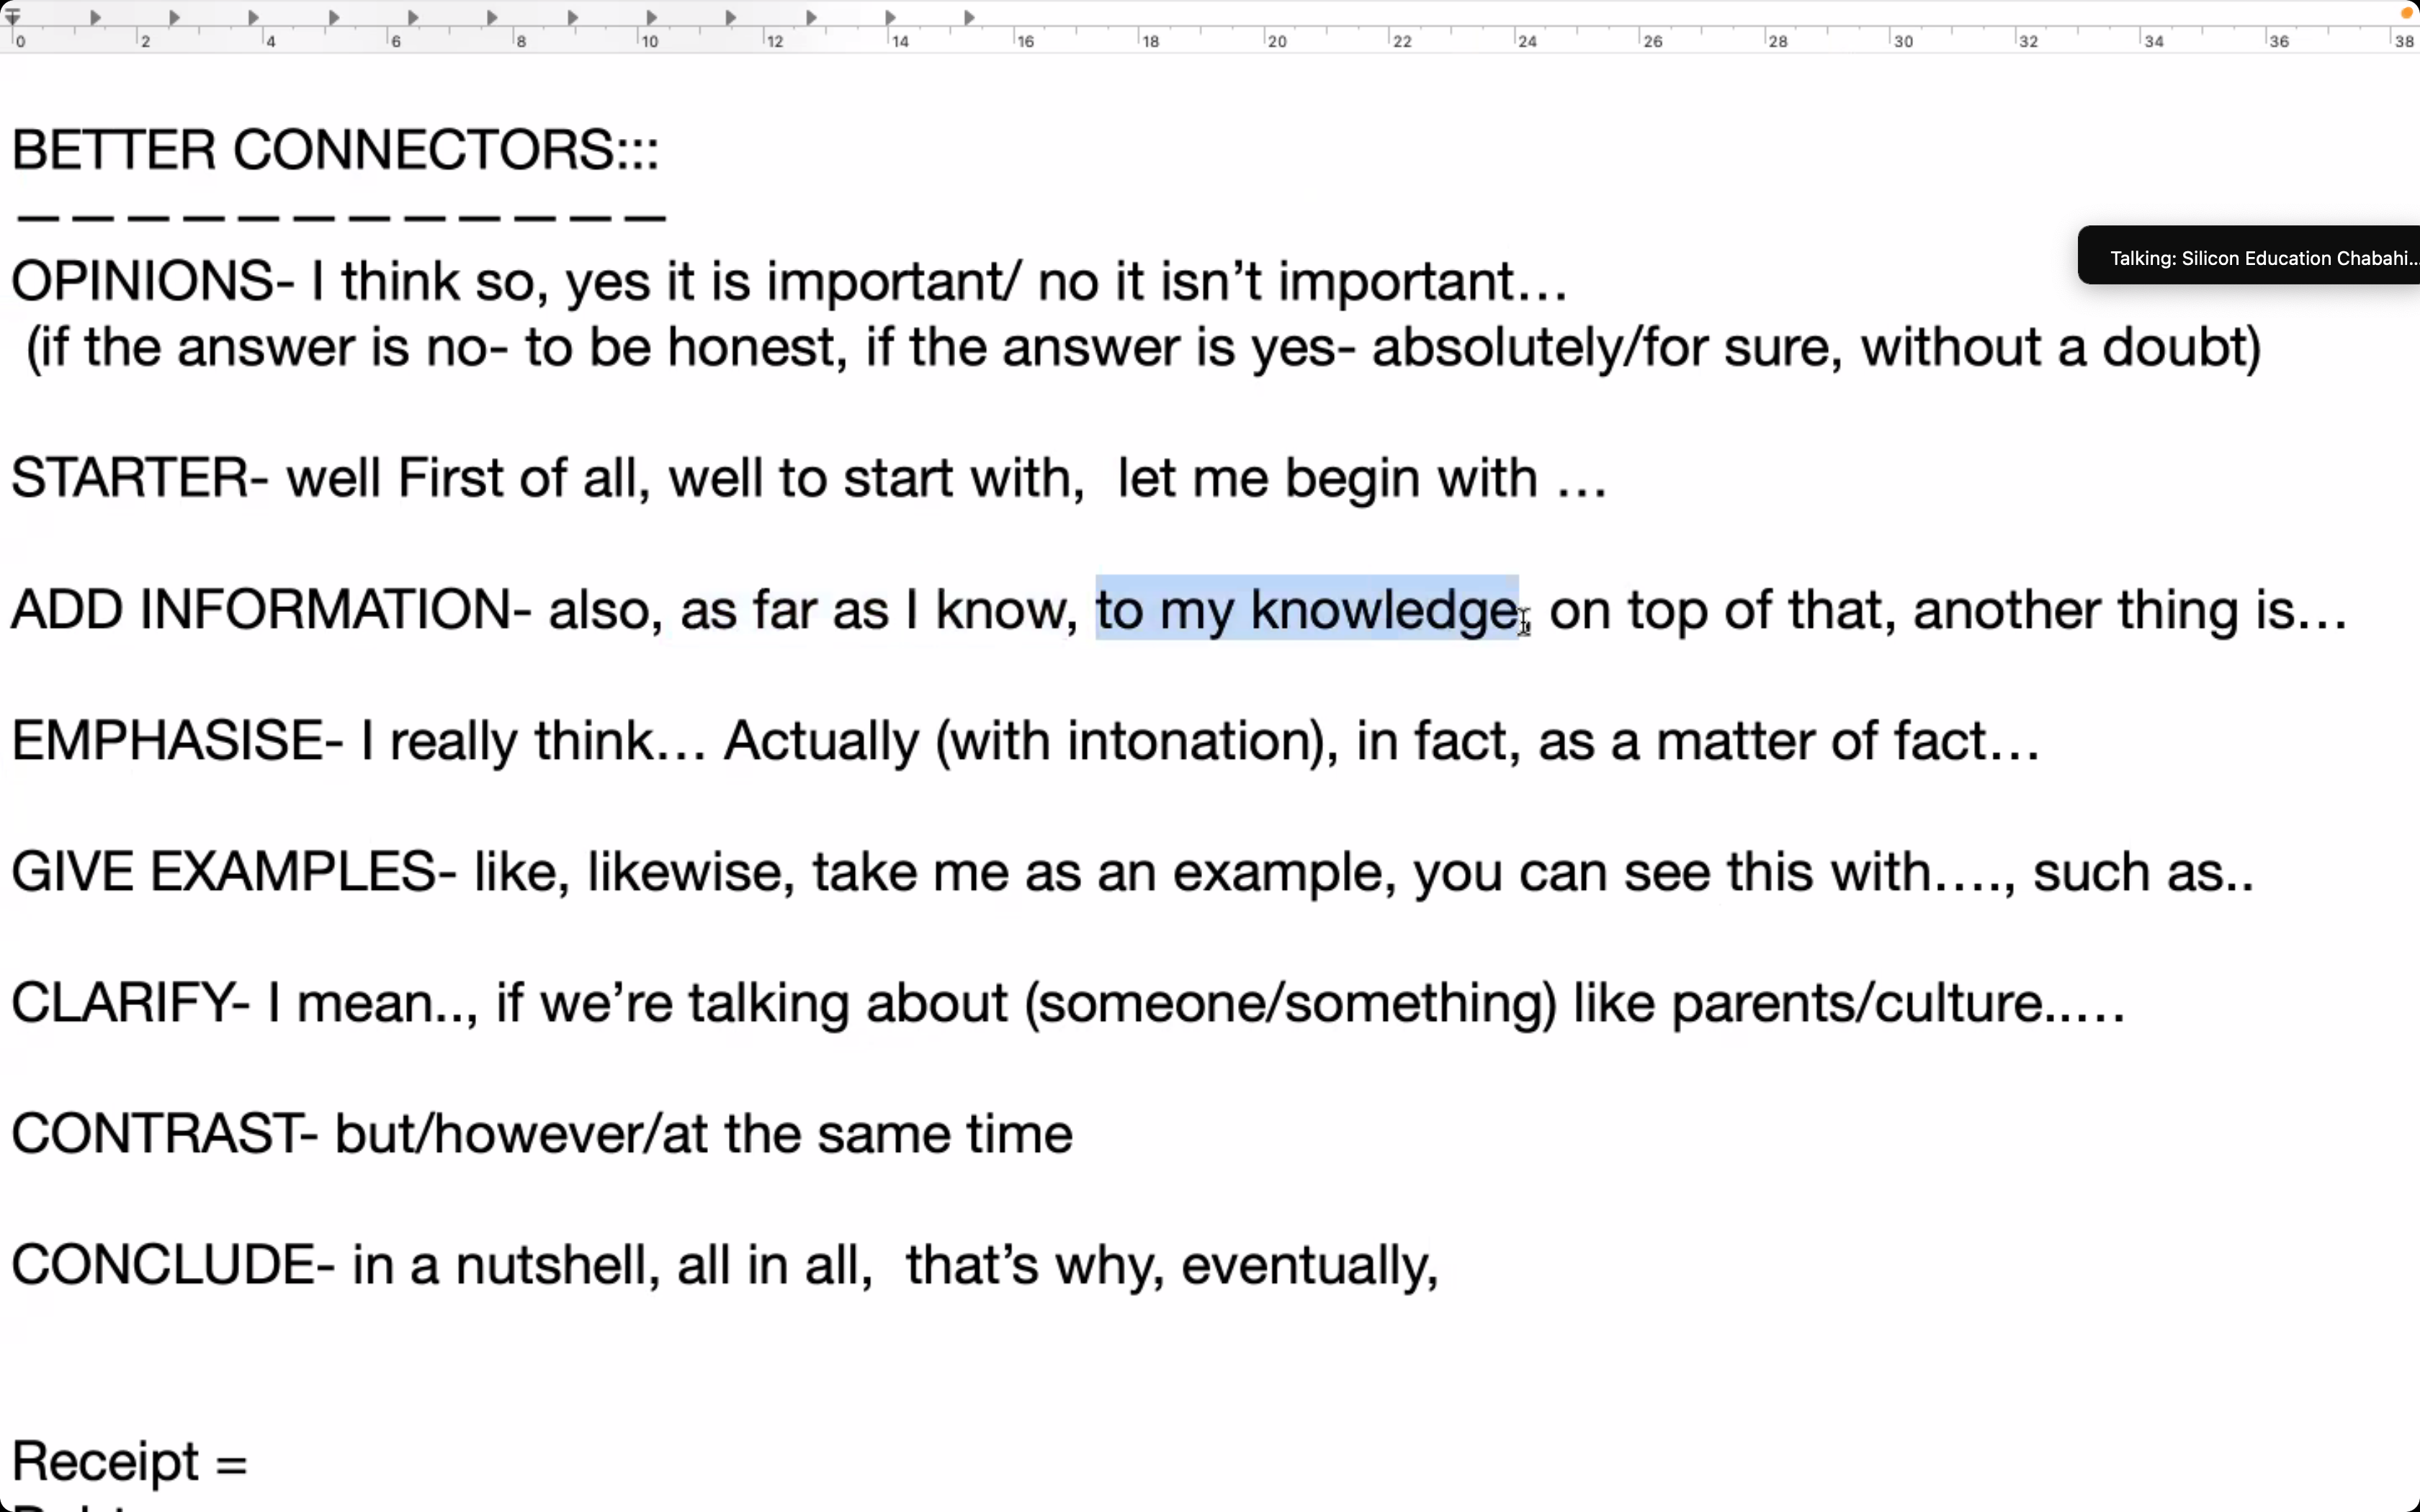 0 2 4 6 8 10 12 14 16 18 20 22 24 26 28 30 32 34 36 38
BETTER CONNECTORS:::
— — — — — — — — — — — —
Talking: Silicon Education Chabahi...
OPINIONS- I think so, yes it is important/ no it isn’t important…
(if the answer is no- to be honest, if the answer is yes- absolutely/for sure, without a doubt)
STARTER- well First of all, well to start with,  let me begin with …
ADD INFORMATION- also, as far as I know, to my knowledge, on top of that, another thing is…
EMPHASISE- I really think… Actually (with intonation), in fact, as a matter of fact…
GIVE EXAMPLES- like, likewise, take me as an example, you can see this with…., such as..
CLARIFY- I mean.., if we’re talking about (someone/something) like parents/culture..…
CONTRAST- but/however/at the same time
CONCLUDE- in a nutshell, all in all,  that’s why, eventually,
Receipt =